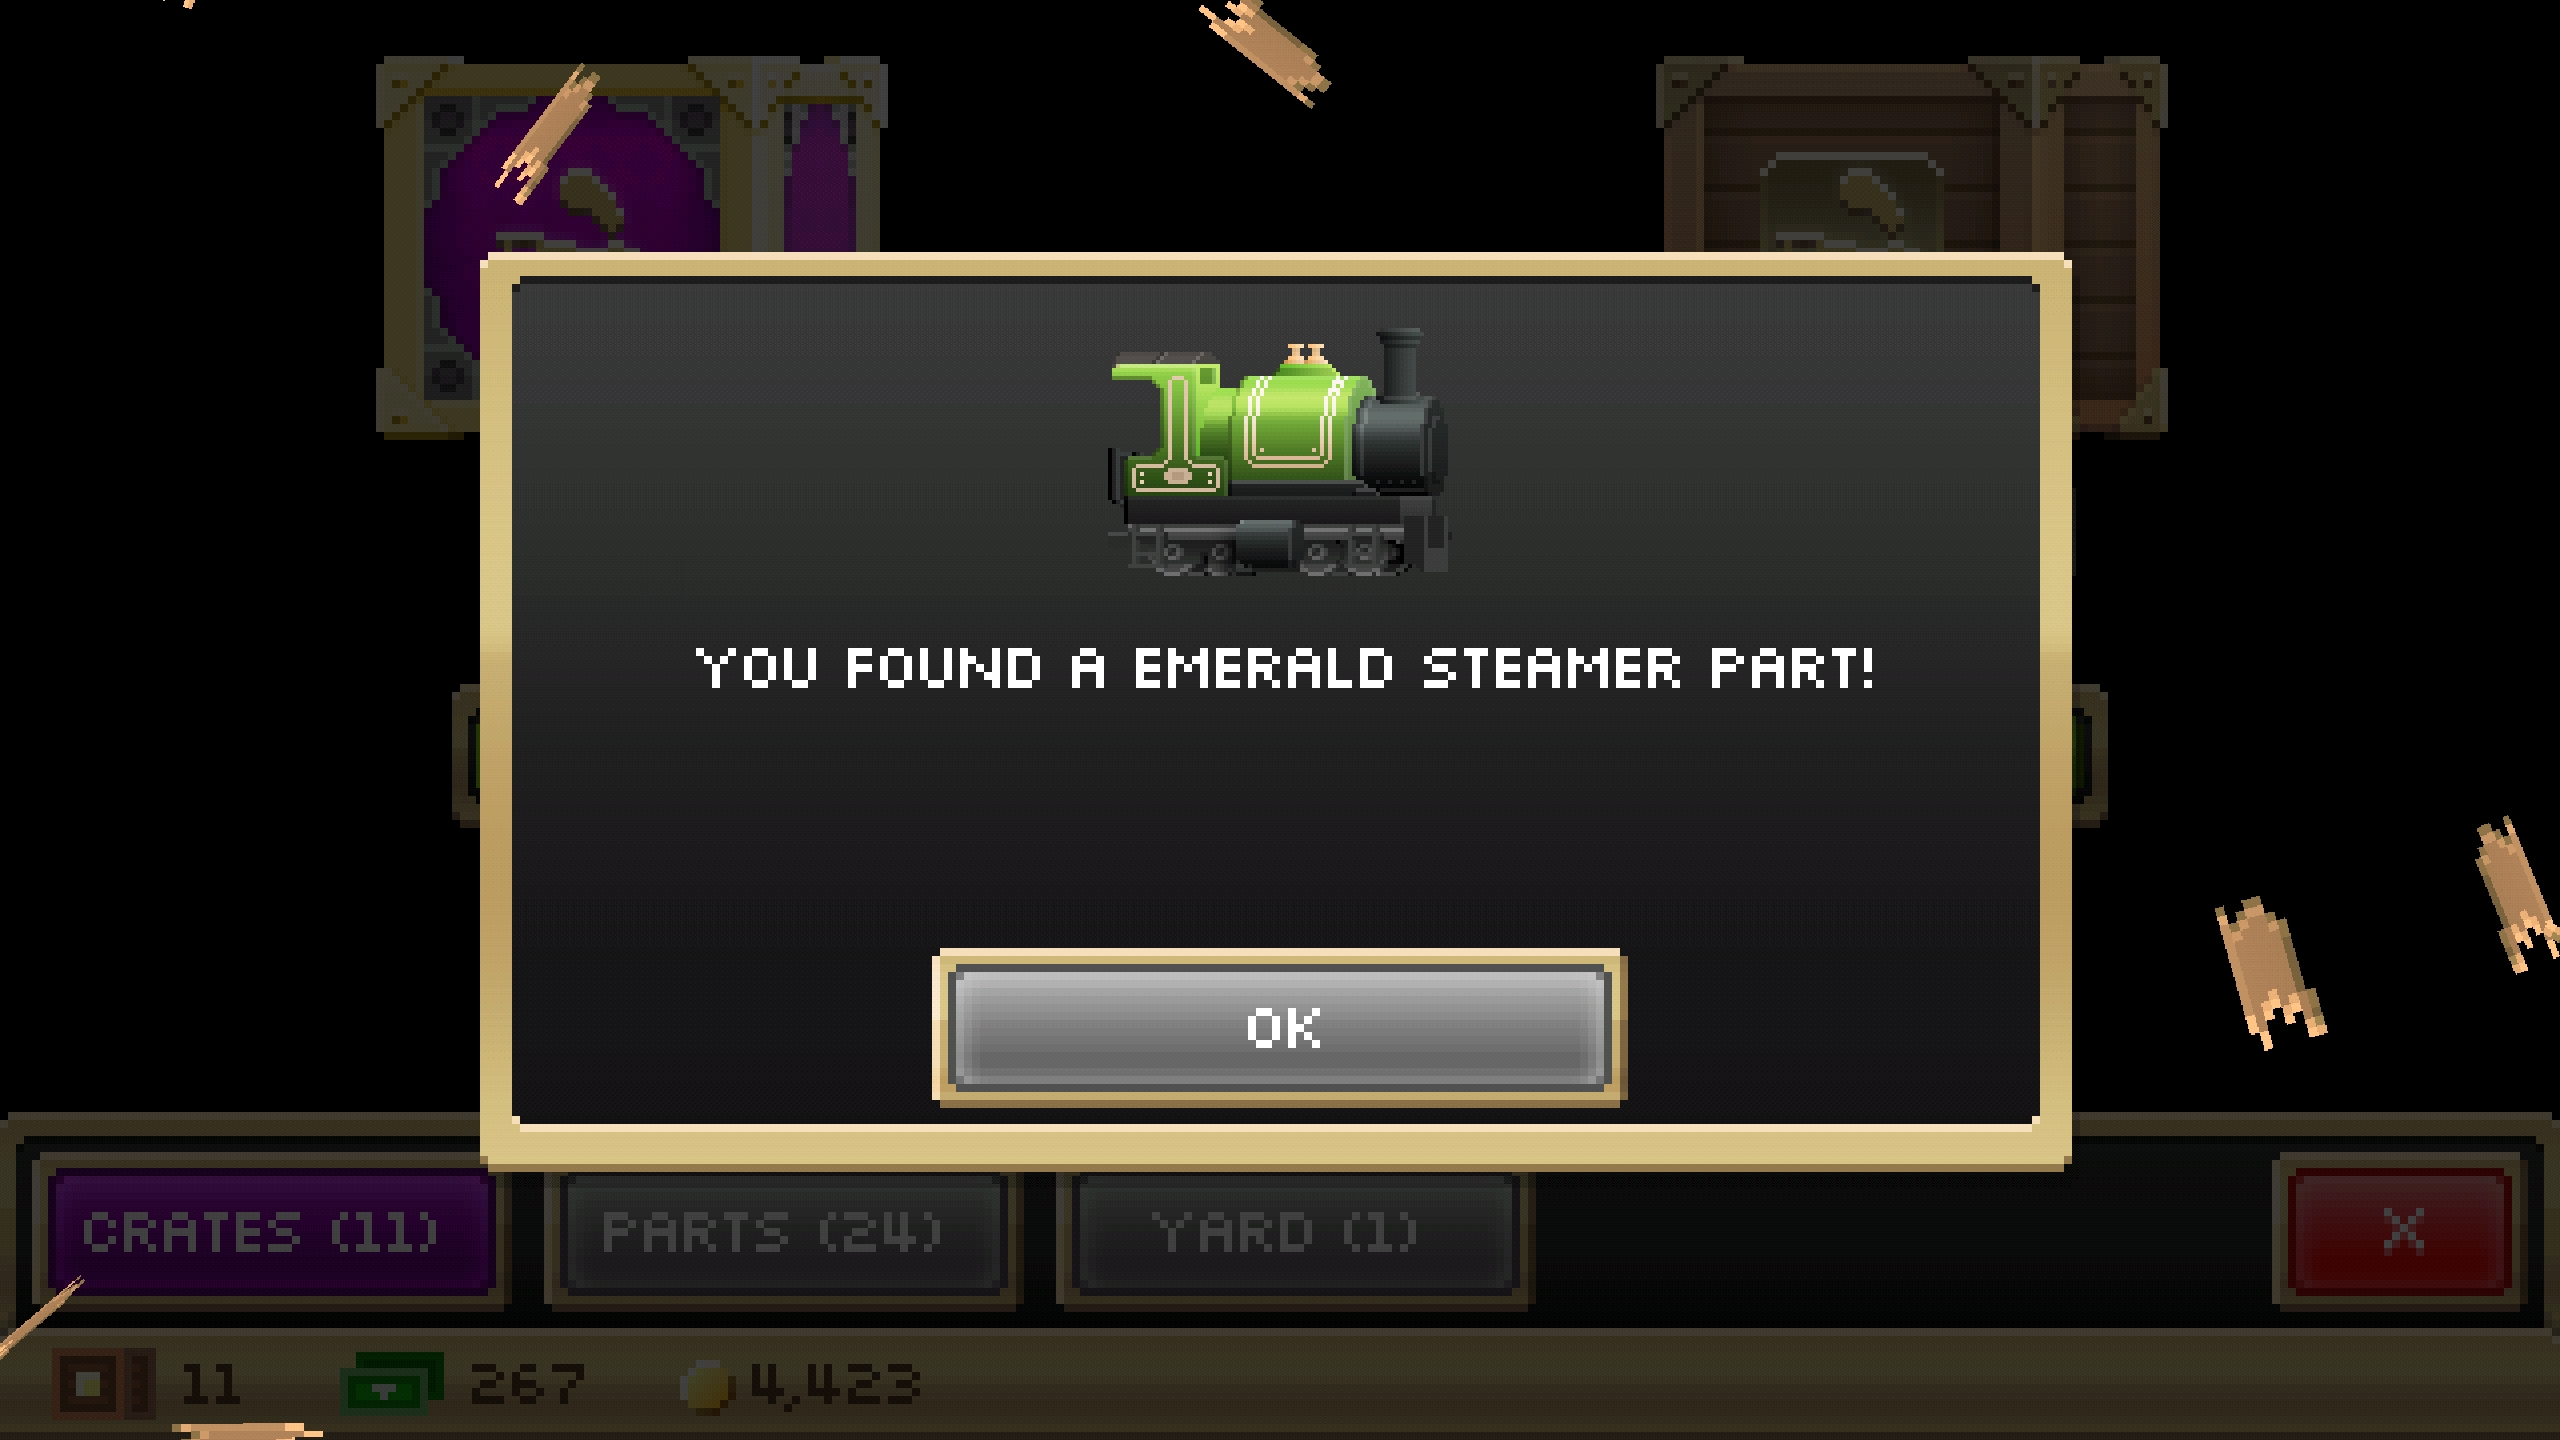 YOU FOUND A EMERALD STEAMER PART!
OK
CRATES (11)
PARTS (24)
YARD (1)
X
11
267
4,423